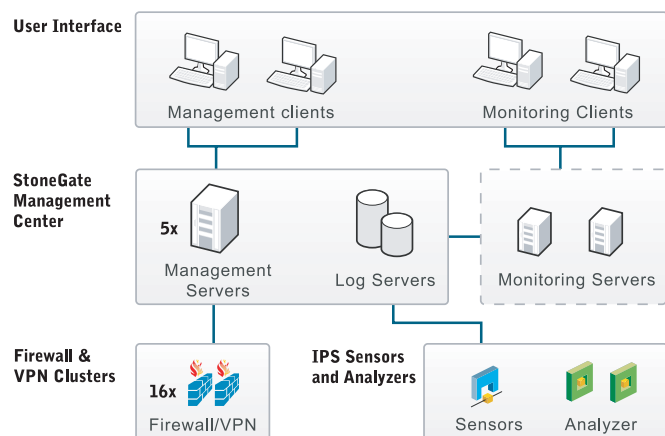 User Interface
Management clients
Monitoring Clients
StoneGate
Management
Center
5x
Management
Servers
Log Servers
Monitoring Servers
Firewall &
VPN Clusters
16x
Firewall/VPN
IPS Sensors
and Analyzers
Sensors
Analyzer